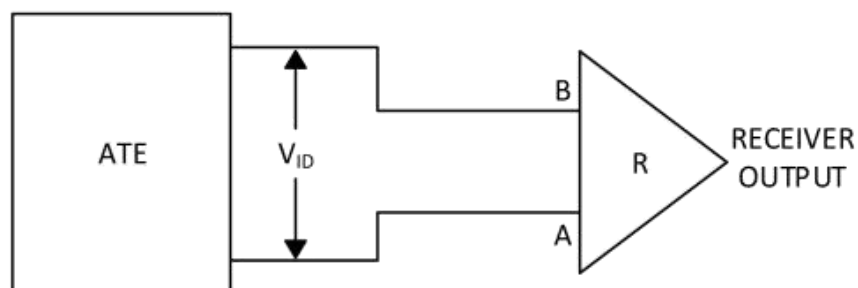 ATE
V_ID
B
A
R
RECEIVER
OUTPUT